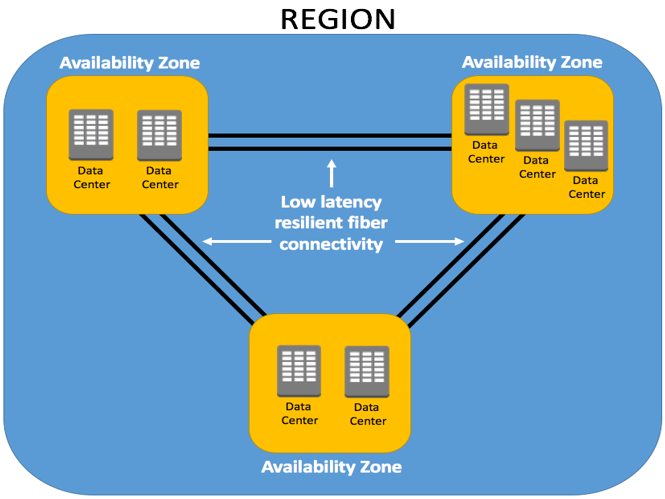 REGION
Availability Zone
Availability Zone
Data
Center
Data
Center
Data
Center
Data
Center
Data
Center
Low latency
resilient fiber
connectivity
Data
Center
Data
Center
Availability Zone